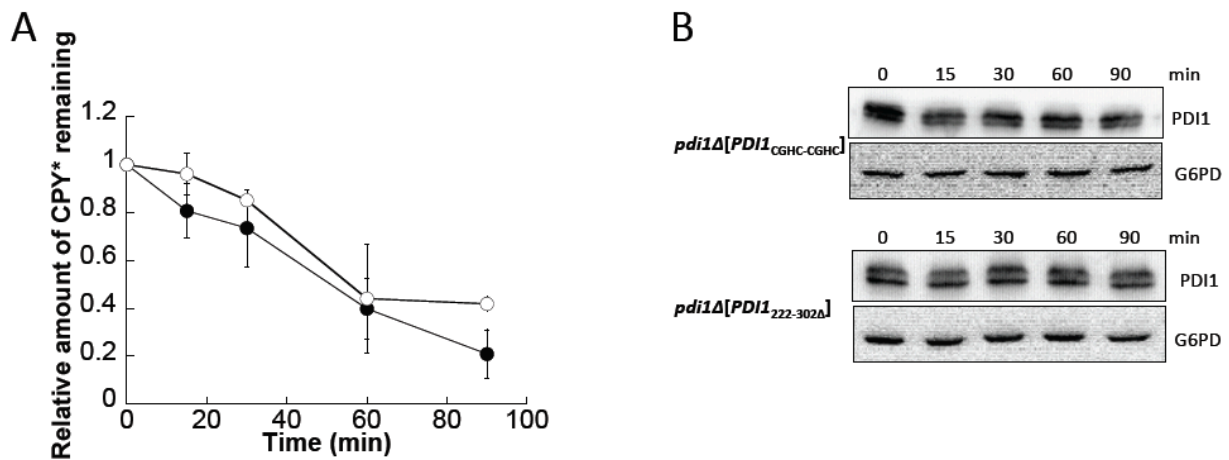 A
Relative amount of CPY* remaining
1.2
1
0.8
0.6
0.4
0.2
0
0 20 40 60 80 100
Time (min)
B
0 15 30 60 90 min
PDI1
pdi1Δ[PDI1CGHC-CGHC]
G6PD
0 15 30 60 90 min
PDI1
pdi1Δ[PDI1222-302Δ]
G6PD